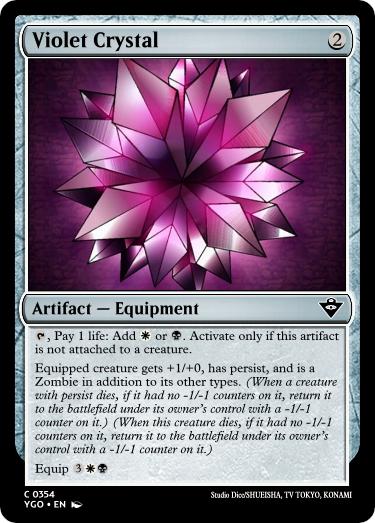 Violet Crystal 2
Artifact — Equipment
, Pay 1 life: Add or . Activate only if this artifact
is not attached to a creature.
Equipped creature gets +1/+0, has persist, and is a
Zombie in addition to its other types. (When a creature
with persist dies, if it had no -1/-1 counters on it, return it
to the battlefield under its owner's control with a -1/-1
counter on it.) (When this creature dies, if it had no -1/-1
counters on it, return it to the battlefield under its owner's
control with a -1/-1 counter on it.)
Equip 3
C 0354
YGO • EN
Studio Dice/SHUEISHA, TV TOKYO, KONAMI